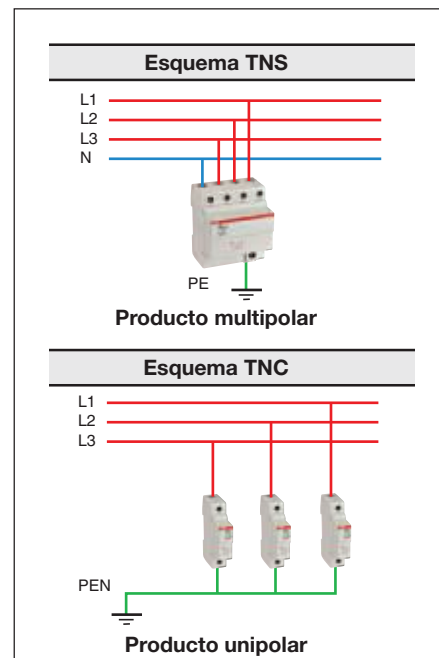 Esquema TNS
L1
L2
L3
N
PE
Producto multipolar
Esquema TNC
L1
L2
L3
PEN
Producto unipolar